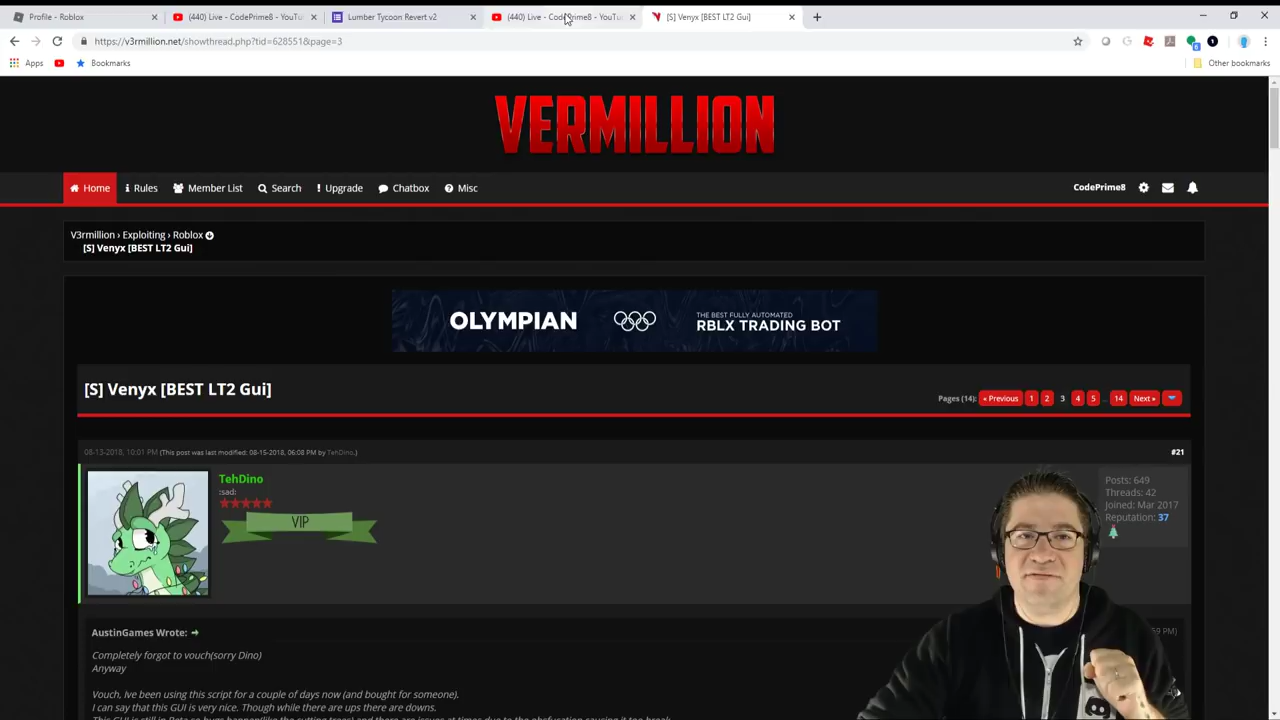 Profile - Roblox
(440) Live - CodePrime8 - YouTu
Lumber Tycoon Revert v2
(440) Live - CodePrime8 - YouTu
[S] Venyx [BEST LT2 Gui]
https://v3rmillion.net/showthread.php?tid=628551&page=3
Apps
Bookmarks
Other bookmarks
VERMILLION
Home
Rules
Member List
Search
Upgrade
Chatbox
Misc
CodePrime8
V3rmillion › Exploiting › Roblox
[S] Venyx [BEST LT2 Gui]
OLYMPIAN
THE BEST FULLY AUTOMATED
RBLX TRADING BOT
[S] Venyx [BEST LT2 Gui]
Pages (14): « Previous 1 2 3 4 5 ... 14 Next »
08-13-2018, 10:01 PM (This post was last modified: 08-15-2018, 06:08 PM by TehDino.)
#21
TehDino
:sad:
VIP
Posts: 649
Threads: 42
Joined: Mar 2017
Reputation: 37
AustinGames Wrote:
59 PM)
Completely forgot to vouch(sorry Dino)
Anyway
Vouch, Ive been using this script for a couple of days now (and bought for someone).
I can say that this GUI is very nice. Though while there are ups there are downs.